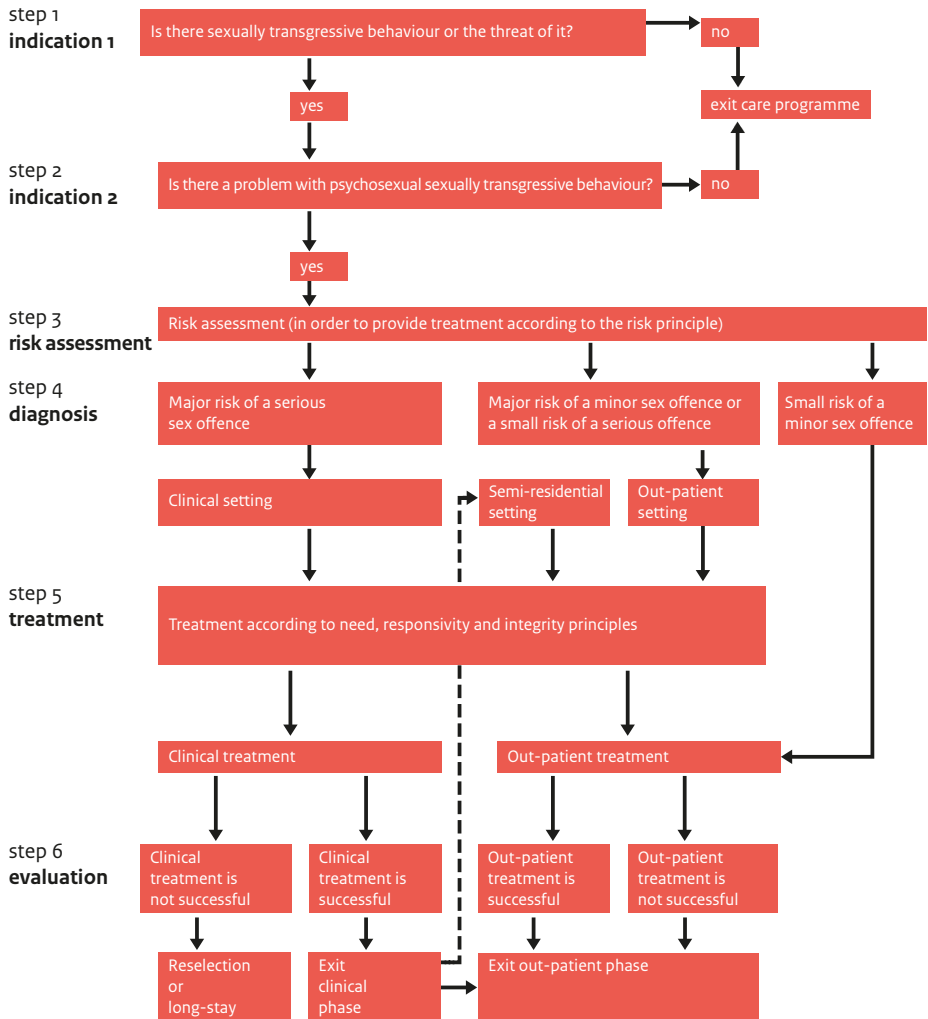 step 1
indication 1
Is there sexually transgressive behaviour or the threat of it?
no
yes
exit care programme
step 2
indication 2
Is there a problem with psychosexual sexually transgressive behaviour?
no
yes
step 3
risk assessment
Risk assessment (in order to provide treatment according to the risk principle)
step 4
diagnosis
Major risk of a serious
sex offence
Major risk of a minor sex offence or
a small risk of a serious offence
Small risk of a
minor sex offence
Clinical setting
Semi-residential
setting
Out-patient
setting
step 5
treatment
Treatment according to need, responsivity and integrity principles
Clinical treatment
Out-patient treatment
step 6
evaluation
Clinical
treatment is
not successful
Clinical
treatment is
successful
Out-patient
treatment is
successful
Out-patient
treatment is
not successful
Reselection
or
long-stay
Exit
clinical
phase
Exit out-patient phase